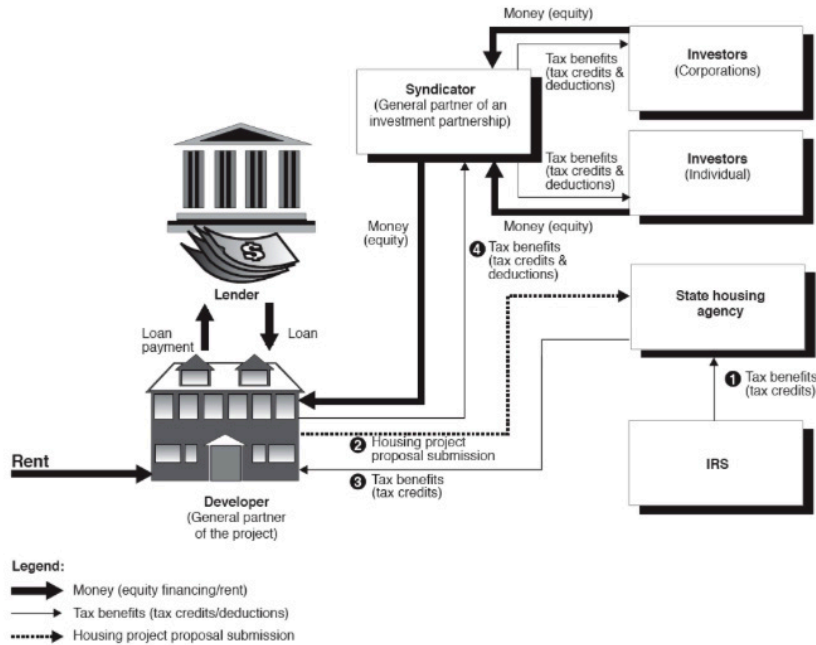 Money (equity)
Tax benefits
(tax credits &
deductions)
Investors
(Corporations)
Syndicator
(General partner of an
investment partnership)
Tax benefits
(tax credits &
deductions)
Investors
(Individual)
Money (equity)
Money
(equity)
4 Tax benefits
(tax credits &
deductions)
$
Lender
State housing
agency
Loan
payment
Loan
1 Tax benefits
(tax credits)
2 Housing project
proposal submission
Rent
3 Tax benefits
(tax credits)
IRS
Developer
(General partner
of the project)
Legend:
Money (equity financing/rent)
Tax benefits (tax credits/deductions)
Housing project proposal submission